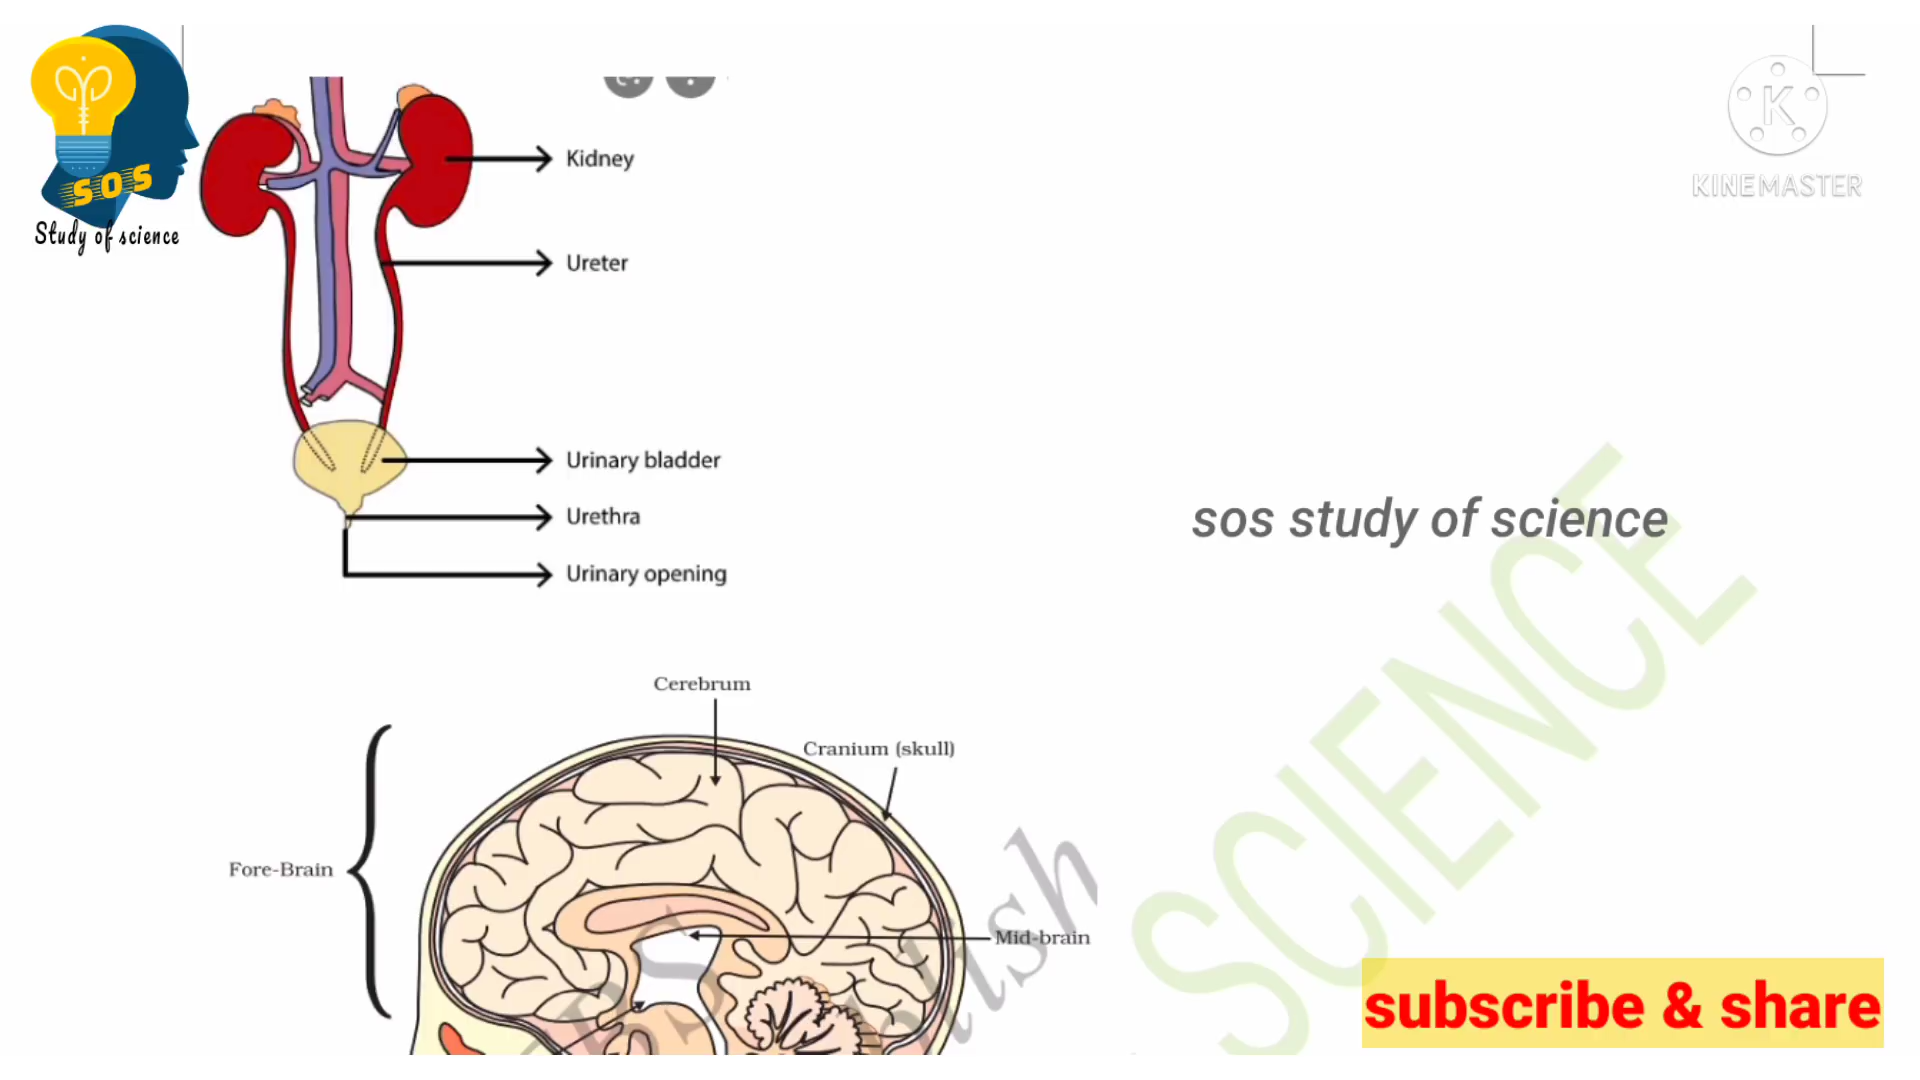 SOS
Study of science
KINEMASTER
Kidney
Ureter
Urinary bladder
Urethra
Urinary opening
sos study of science
Cerebrum
Cranium (skull)
Fore-Brain
Mid-brain
SCIENCE
subscribe & share